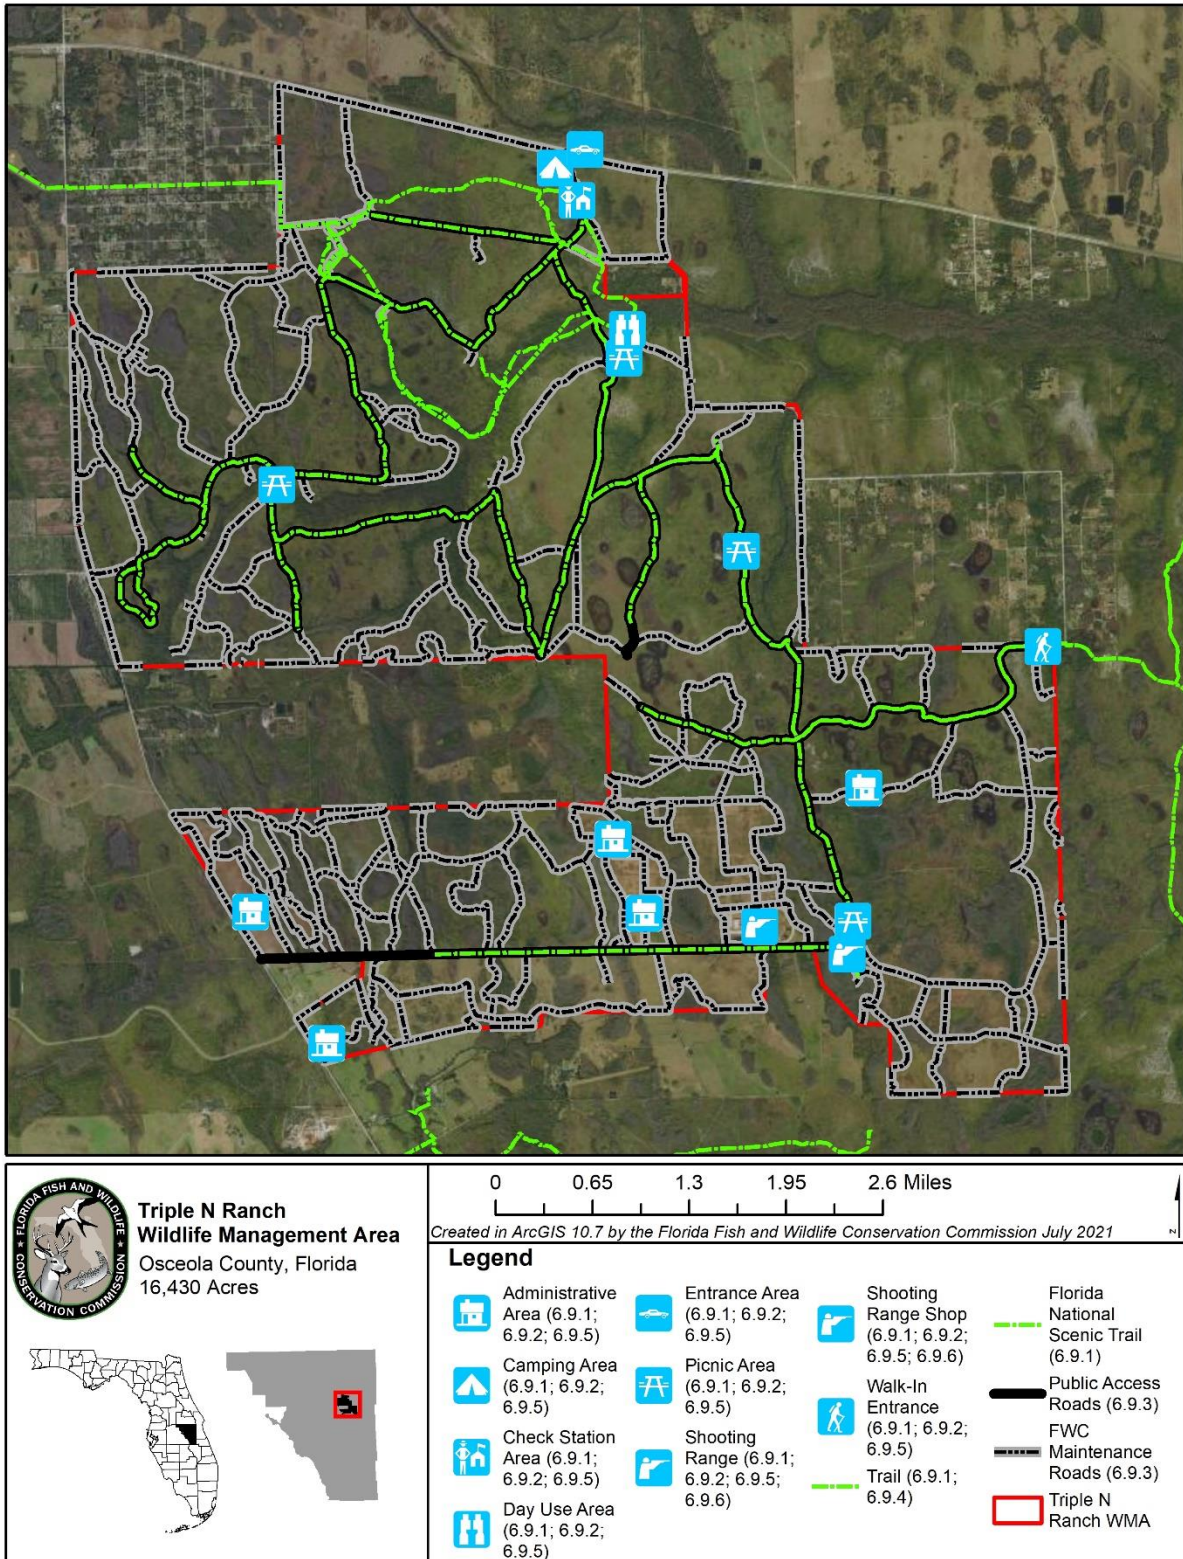 FLORIDA FISH AND WILDLIFE
CONSERVATION COMMISSION
Triple N Ranch
Wildlife Management Area
Osceola County, Florida
16,430 Acres
0 0.65 1.3 1.95 2.6 Miles
Created in ArcGIS 10.7 by the Florida Fish and Wildlife Conservation Commission July 2021
N
Legend
Administrative
Area (6.9.1;
6.9.2; 6.9.5)
Camping Area
(6.9.1; 6.9.2;
6.9.5)
Check Station
Area (6.9.1;
6.9.2; 6.9.5)
Day Use Area
(6.9.1; 6.9.2;
6.9.5)
Entrance Area
(6.9.1; 6.9.2;
6.9.5)
Picnic Area
(6.9.1; 6.9.2;
6.9.5)
Shooting
Range (6.9.1;
6.9.2; 6.9.5;
6.9.6)
Shooting
Range Shop
(6.9.1; 6.9.2;
6.9.5; 6.9.6)
Walk-In
Entrance
(6.9.1; 6.9.2;
6.9.5)
Trail (6.9.1;
6.9.4)
Florida
National
Scenic Trail
(6.9.1)
Public Access
Roads (6.9.3)
FWC
Maintenance
Roads (6.9.3)
Triple N
Ranch WMA